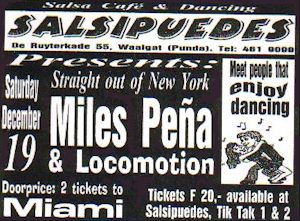 Salsa Café & Dancing
SALSIPUEDES
De Ruyterkade 55, Waaigat (Punda). Tel: 461 9090
Presents:
Saturday
December
19
Straight out of New York
Miles Peña
& Locomotion
Meet people that
enjoy
dancing
Doorprice: 2 tickets to
Miami
Tickets F 20,- available at
Salsipuedes, Tik Tak 1 & 2